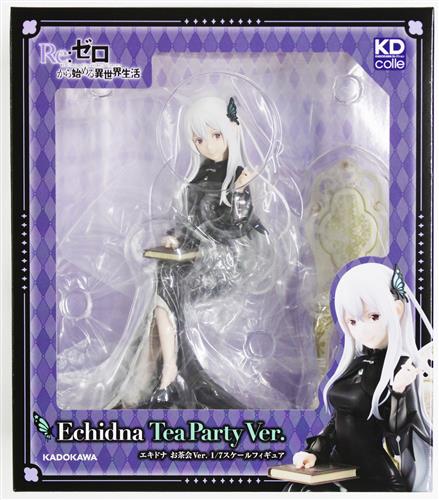 Re:ゼロ
から始める異世界生活
KD
colle
Echidna Tea Party Ver.
エキドナ お茶会Ver. 1/7スケールフィギュア
KADOKAWA